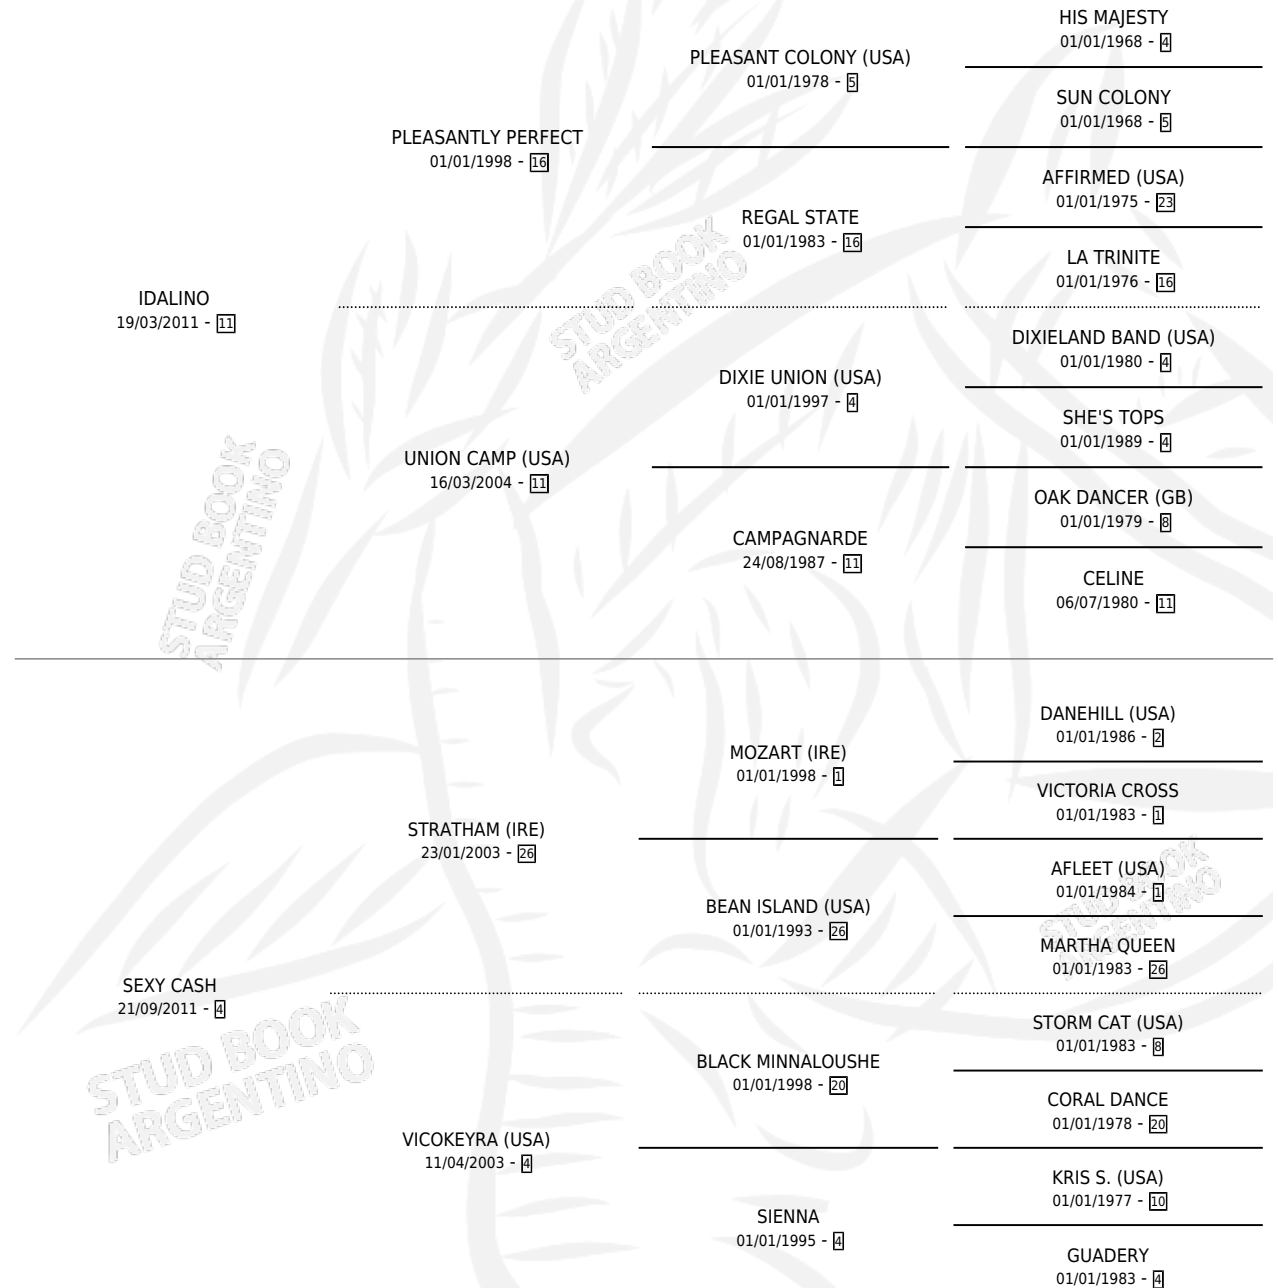 HIS MAJESTY
01/01/1968 - 4
PLEASANT COLONY (USA)
01/01/1978 - 5
SUN COLONY
01/01/1968 - 5
PLEASANTLY PERFECT
01/01/1998 - 16
AFFIRMED (USA)
01/01/1975 - 23
REGAL STATE
01/01/1983 - 16
LA TRINITE
01/01/1976 - 16
IDALINO
19/03/2011 - 11
DIXIELAND BAND (USA)
01/01/1980 - 4
DIXIE UNION (USA)
01/01/1997 - 4
SHE'S TOPS
01/01/1989 - 4
UNION CAMP (USA)
16/03/2004 - 11
OAK DANCER (GB)
01/01/1979 - 8
CAMPAGNARDE
24/08/1987 - 11
CELINE
06/07/1980 - 11
DANEHILL (USA)
01/01/1986 - 2
MOZART (IRE)
01/01/1998 - 1
VICTORIA CROSS
01/01/1983 - 1
STRATHAM (IRE)
23/01/2003 - 26
AFLEET (USA)
01/01/1984 - 1
BEAN ISLAND (USA)
01/01/1993 - 26
MARTHA QUEEN
01/01/1983 - 26
SEXY CASH
21/09/2011 - 4
STORM CAT (USA)
01/01/1983 - 8
BLACK MINNALOUSHE
01/01/1998 - 20
CORAL DANCE
01/01/1978 - 20
VICOKEYRA (USA)
11/04/2003 - 4
KRIS S. (USA)
01/01/1977 - 10
SIENNA
01/01/1995 - 4
GUADERY
01/01/1983 - 4
STUD BOOK
ARGENTINO
STUD BOOK
ARGENTINO
STUD BOOK
ARGENTINO
STUD BOOK
ARGENTINO